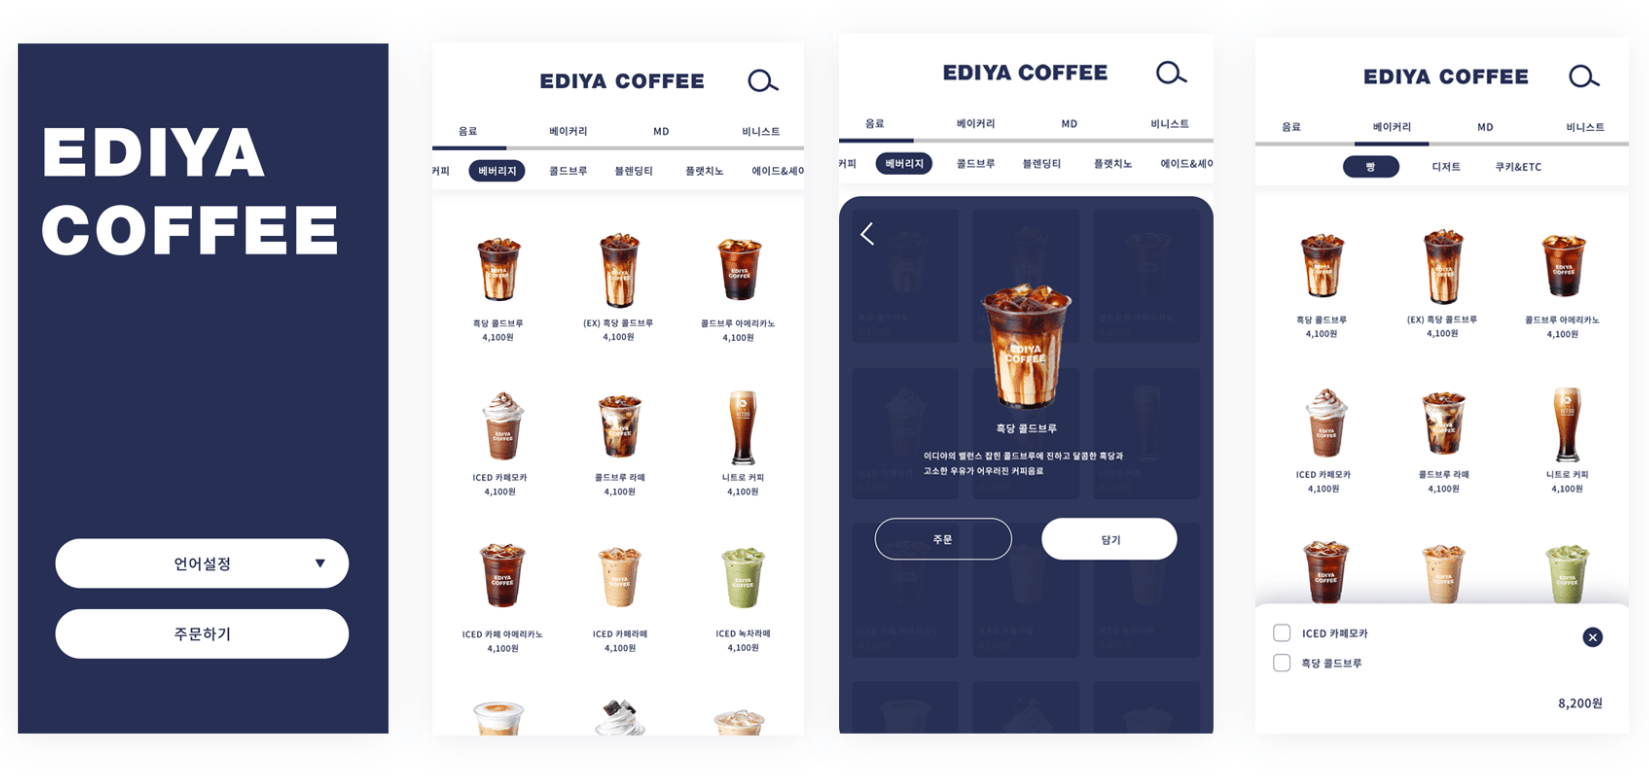 EDIYA
COFFEE
언어설정
주문하기
EDIYA COFFEE
음료 베이커리 MD 비니스트
커피 베버리지 콜드브루 블렌딩티 플랫치노 에이드&셰이
흑당 콜드브루 (EX) 흑당 콜드브루 콜드브루 아메리카노
4,100원 4,100원 4,100원
ICED 카페모카 콜드브루 라떼 니트로 커피
4,100원 4,100원 4,100원
ICED 카페 아메리카노 ICED 카페라떼 ICED 녹차라떼
4,100원 4,100원 4,100원
EDIYA COFFEE
음료 베이커리 MD 비니스트
커피 베버리지 콜드브루 블렌딩티 플랫치노 에이드&셰이
EDIYA
COFFEE
흑당 콜드브루
이디야의 밸런스 잡힌 콜드브루에 진하고 달콤한 흑당과
고소한 우유가 어우러진 커피음료
주문 담기
EDIYA COFFEE
음료 베이커리 MD 비니스트
빵 디저트 쿠키&ETC
흑당 콜드브루 (EX) 흑당 콜드브루 콜드브루 아메리카노
4,100원 4,100원 4,100원
ICED 카페모카 콜드브루 라떼 니트로 커피
4,100원 4,100원 4,100원
ICED 카페모카
흑당 콜드브루
8,200원